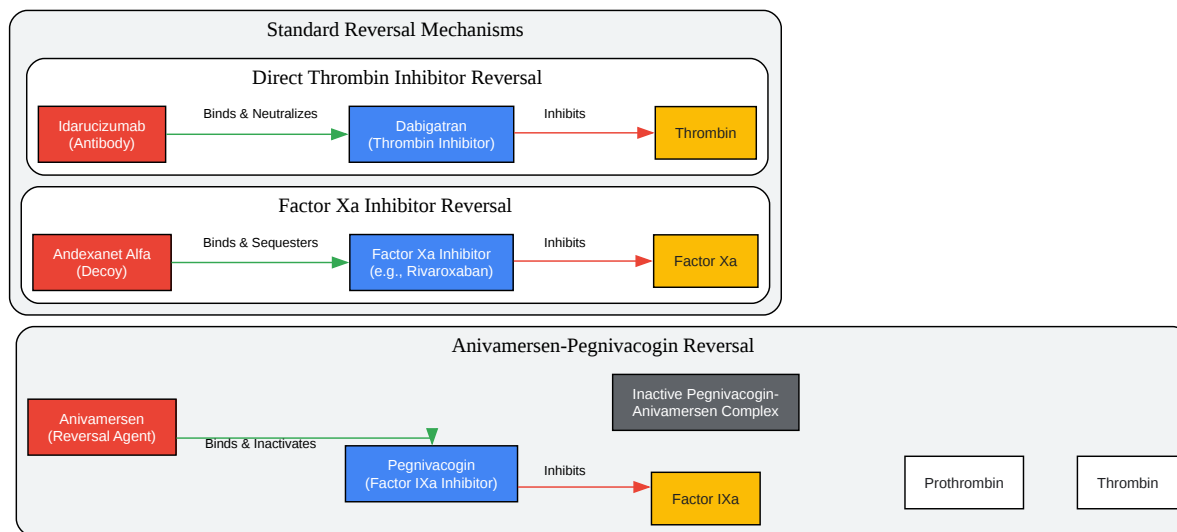 Standard Reversal Mechanisms
Direct Thrombin Inhibitor Reversal
Idarucizumab
(Antibody)
Binds & Neutralizes
Dabigatran
(Thrombin Inhibitor)
Inhibits
Thrombin
Factor Xa Inhibitor Reversal
Andexanet Alfa
(Decoy)
Binds & Sequesters
Factor Xa Inhibitor
(e.g., Rivaroxaban)
Inhibits
Factor Xa
Anivamersen-Pegnivacogin Reversal
Inactive Pegnivacogin-
Anivamersen Complex
Anivamersen
(Reversal Agent)
Binds & Inactivates
Pegnivacogin
(Factor IXa Inhibitor)
Inhibits
Factor IXa
Prothrombin
Thrombin